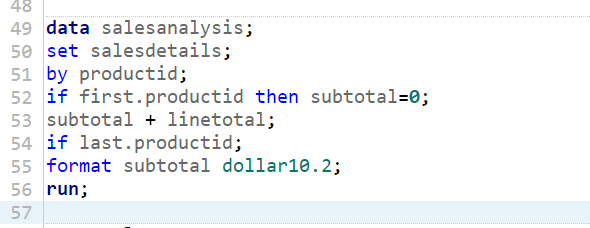 48
49 data salesanalysis;
50 set salesdetails;
51 by productid;
52 if first.productid then subtotal=0;
53 subtotal + linetotal;
54 if last.productid;
55 format subtotal dollar10.2;
56 run;
57